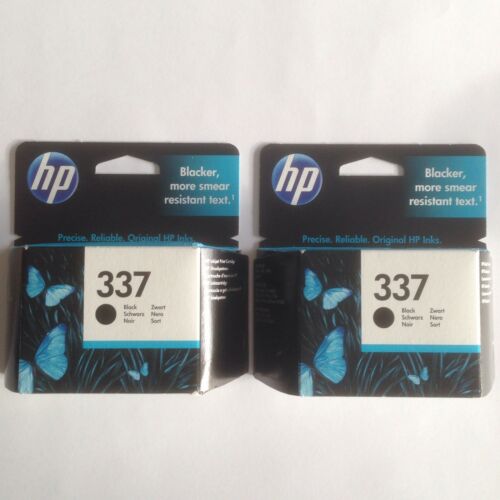 hp
Blacker,
more smear
resistant text.¹
Precise. Reliable. Original HP Inks.
337
Black Zwart
Schwarz Nero
Noir Sort
hp
Blacker,
more smear
resistant text.¹
Precise. Reliable. Original HP Inks.
337
Black Zwart
Schwarz Nero
Noir Sort